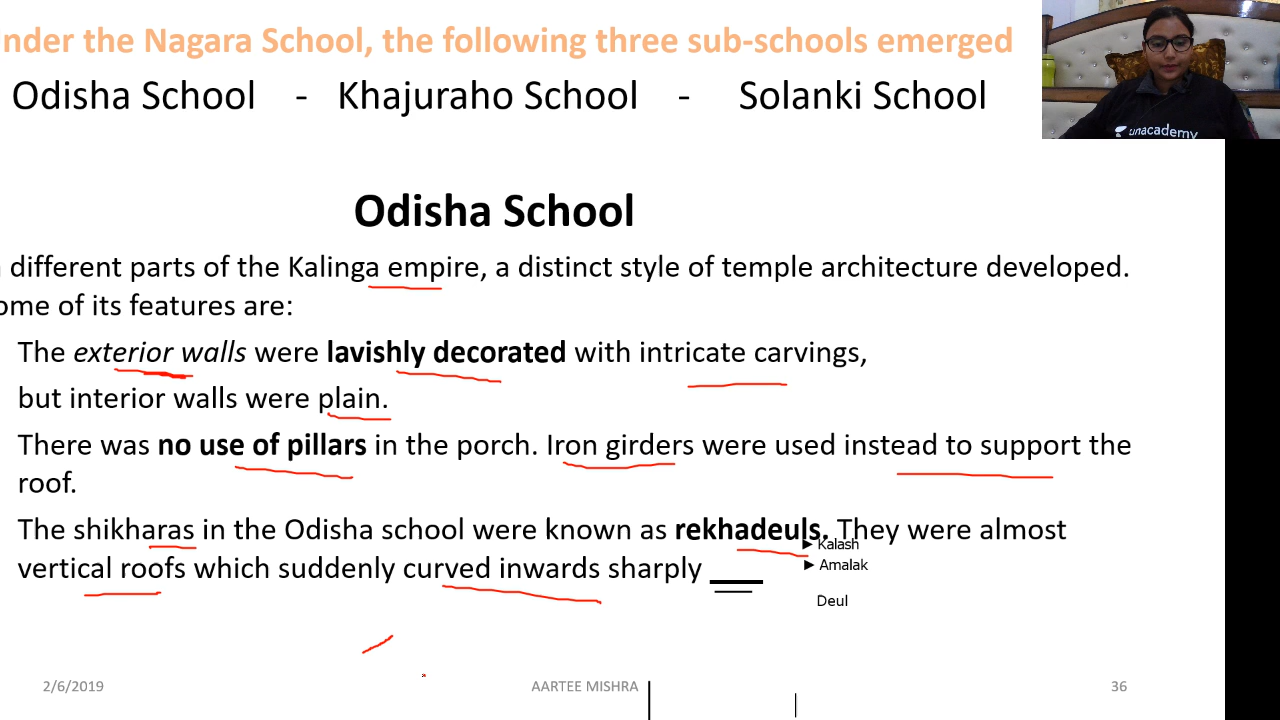 nder the Nagara School, the following three sub-schools emerged
Odisha School - Khajuraho School - Solanki School
unacademy
Odisha School
different parts of the Kalinga empire, a distinct style of temple architecture developed.
ome of its features are:
The exterior walls were lavishly decorated with intricate carvings,
but interior walls were plain.
There was no use of pillars in the porch. Iron girders were used instead to support the
roof.
The shikharas in the Odisha school were known as rekhadeuls. They were almost
vertical roofs which suddenly curved inwards sharply
Kalash
Amalak
Deul
2/6/2019 AARTEE MISHRA 36